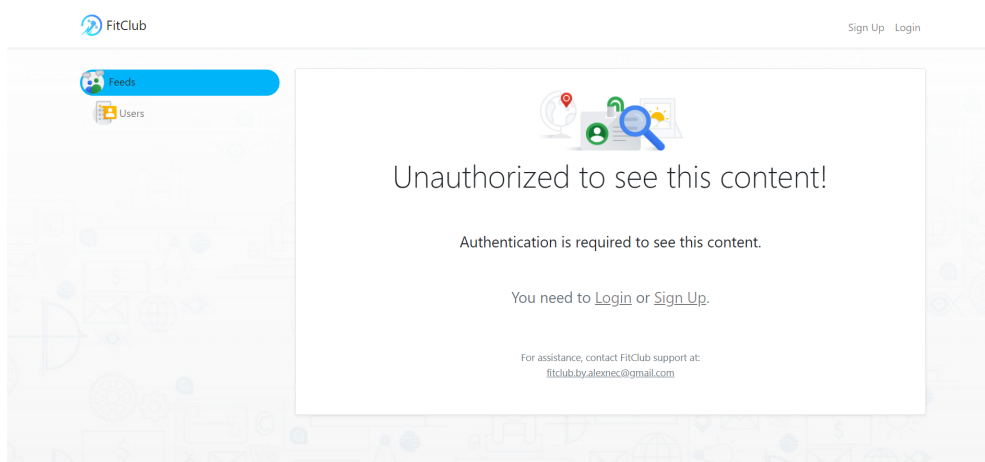 FitClub
Sign Up Login
Feeds
Users
Unauthorized to see this content!
Authentication is required to see this content.
You need to Login or Sign Up.
For assistance, contact FitClub support at:
fitclub.by.alexnec@gmail.com